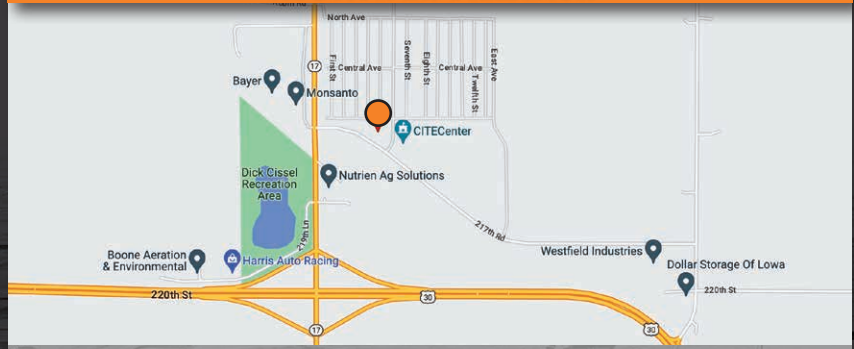 North Ave
17
First St
Central Ave
Seventh St
Eighth St
Central Ave
Twelfth St
East Ave
Bayer
Monsanto
CITECenter
Dick Cissel
Recreation
Area
Nutrien Ag Solutions
219th Ln
217th Rd
Westfield Industries
Boone Aeration
& Environmental
Harris Auto Racing
Dollar Storage Of Lowa
220th St
220th St
30
17
30